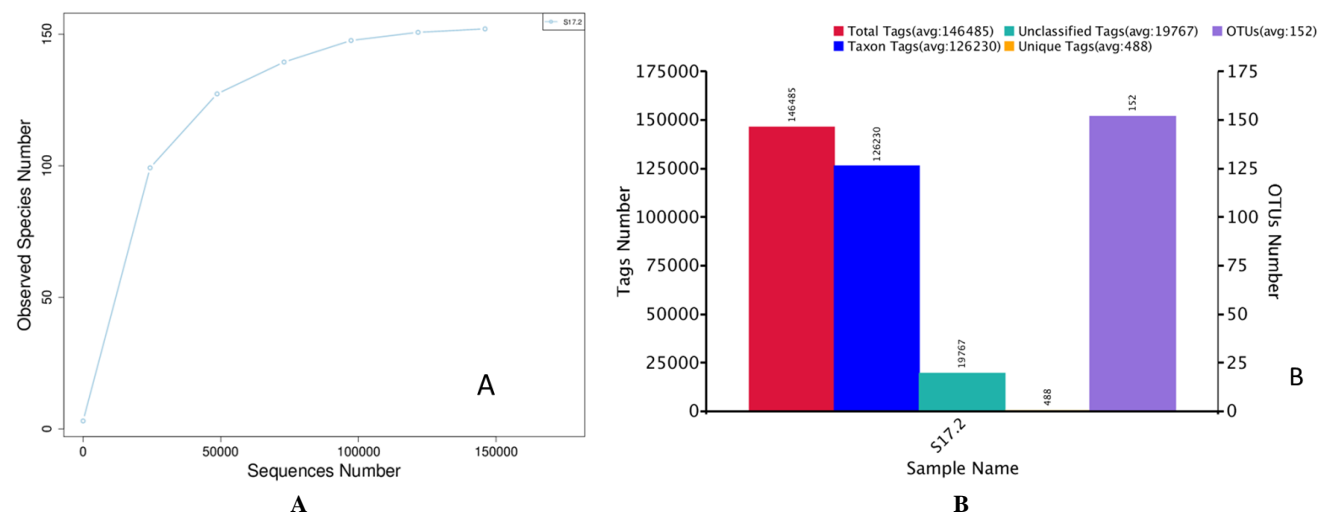 S17.2
150
100
50
0
Observed Species Number
A
0 50000 100000 150000
Sequences Number
A
Total Tags(avg:146485) Unclassified Tags(avg:19767) OTUs(avg:152)
Taxon Tags(avg:126230) Unique Tags(avg:488)
175000
150000
125000
100000
75000
50000
25000
0
Tags Number
146485
126230
19767
488
152
175
150
125
100
75
50
25
0
OTUs Number
B
S17.2
Sample Name
B